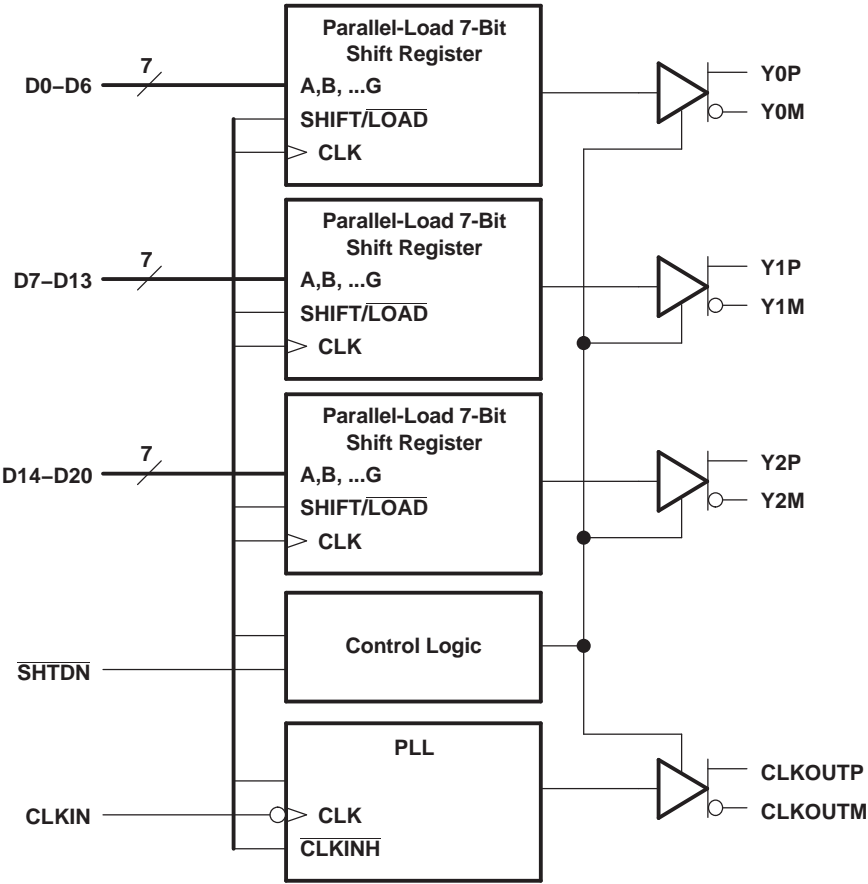 Parallel-Load 7-Bit
Shift Register
D0–D6
7
A,B, ...G
SHIFT/LOAD
CLK
Y0P
Y0M
Parallel-Load 7-Bit
Shift Register
D7–D13
7
A,B, ...G
SHIFT/LOAD
CLK
Y1P
Y1M
Parallel-Load 7-Bit
Shift Register
D14–D20
7
A,B, ...G
SHIFT/LOAD
CLK
Y2P
Y2M
SHTDN
Control Logic
PLL
CLKIN
CLK
CLKINH
CLKOUTP
CLKOUTM